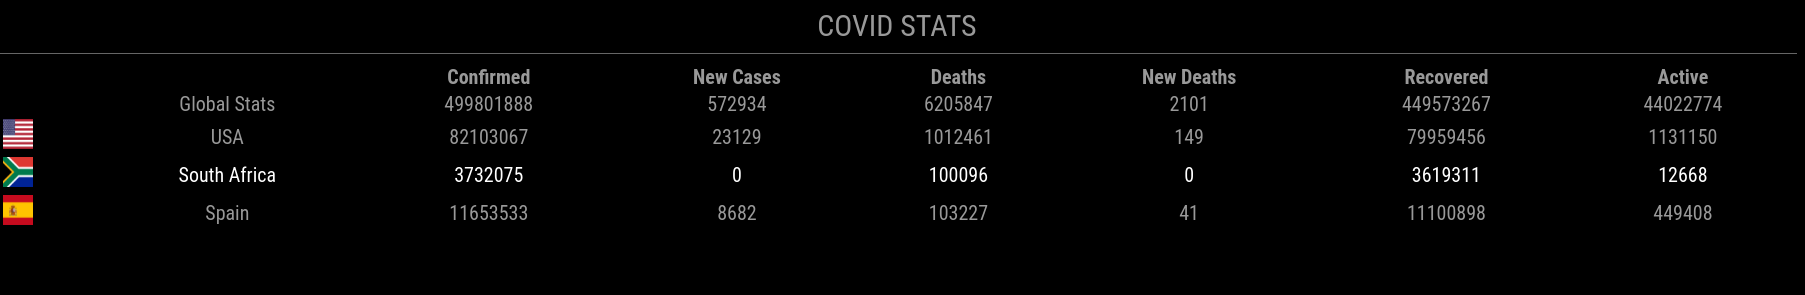 COVID STATS
Confirmed New Cases Deaths New Deaths Recovered Active
Global Stats 499801888 572934 6205847 2101 449573267 44022774
USA 82103067 23129 1012461 149 79959456 1131150
South Africa 3732075 0 100096 0 3619311 12668
Spain 11653533 8682 103227 41 11100898 449408